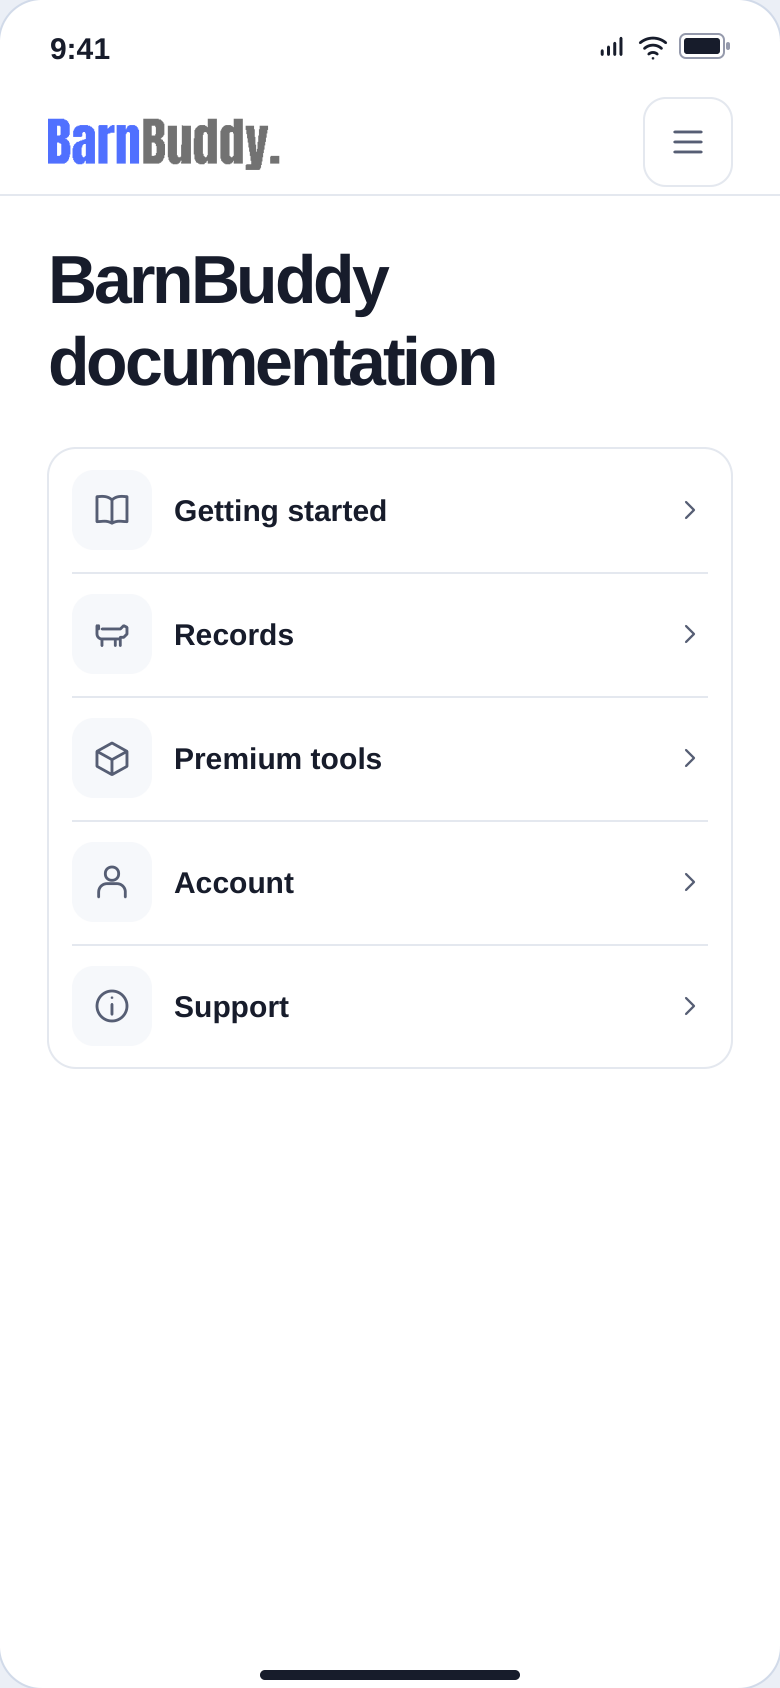 9:41
BarnBuddy.
BarnBuddy
documentation
Getting started
Records
Premium tools
Account
Support